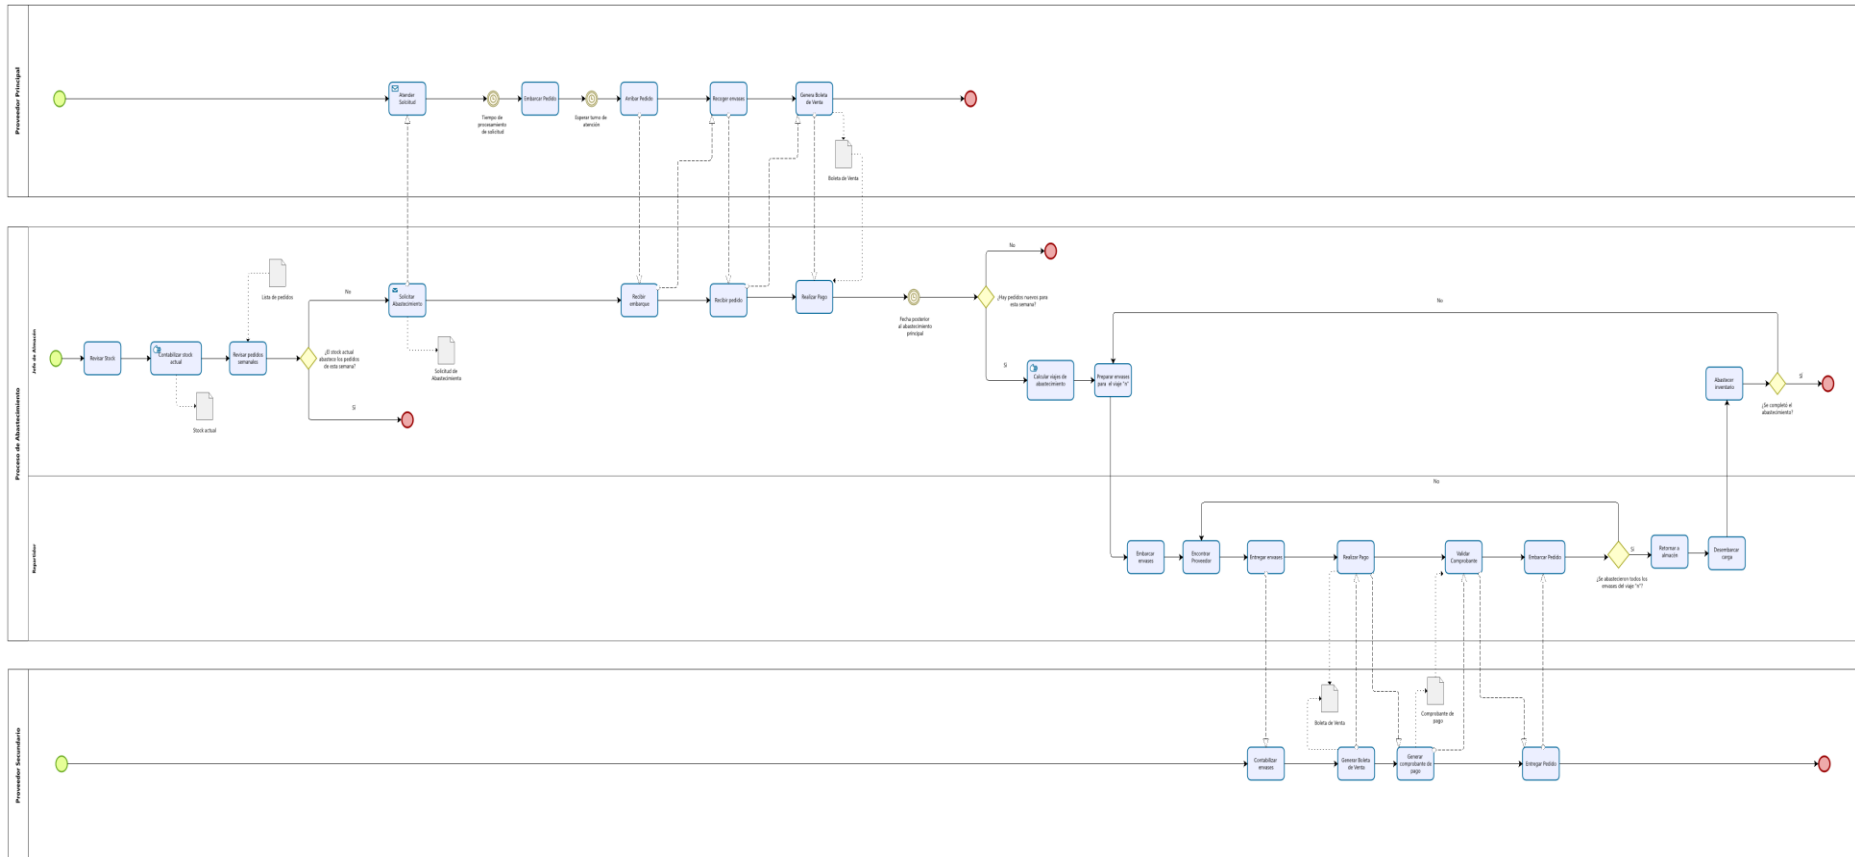 Proveedor Principal
Atender
Solicitud
Tiempo de
procesamiento
de solicitud
Embarcar Pedido
Esperar turno de
atención
Arribar Pedido
Recoger envases
Genera Boleta
de Venta
Boleta de Venta
Proceso de Abastecimiento
Jefe de Almacén
Revisar Stock
Contabilizar stock
actual
Stock actual
Lista de pedidos
Revisar pedidos
semanales
¿El stock actual
abastece los pedidos
de esta semana?
No
Si
Solicitar
Abastecimiento
Solicitud de
Abastecimiento
Recibir
embarque
Recibir pedido
Realizar Pago
Fecha posterior
al abastecimiento
principal
¿Hay pedidos nuevos para
esta semana?
No
Si
Calcular viajes de
abastecimiento
Preparar envases
para el viaje "n"
No
Abastecer
inventario
¿Se completó el
abastecimiento?
Si
Repartidor
No
Embarcar
envases
Encontrar
Proveedor
Entregar envases
Realizar Pago
Validar
Comprobante
Embarcar Pedido
¿Se abastecieron todos los
envases del viaje "n"?
Si
Retornar a
almacén
Desembarcar
carga
Proveedor Secundario
Contabilizar
envases
Boleta de Venta
Generar Boleta
de Venta
Comprobante de
pago
Generar
comprobante de
pago
Entregar Pedido